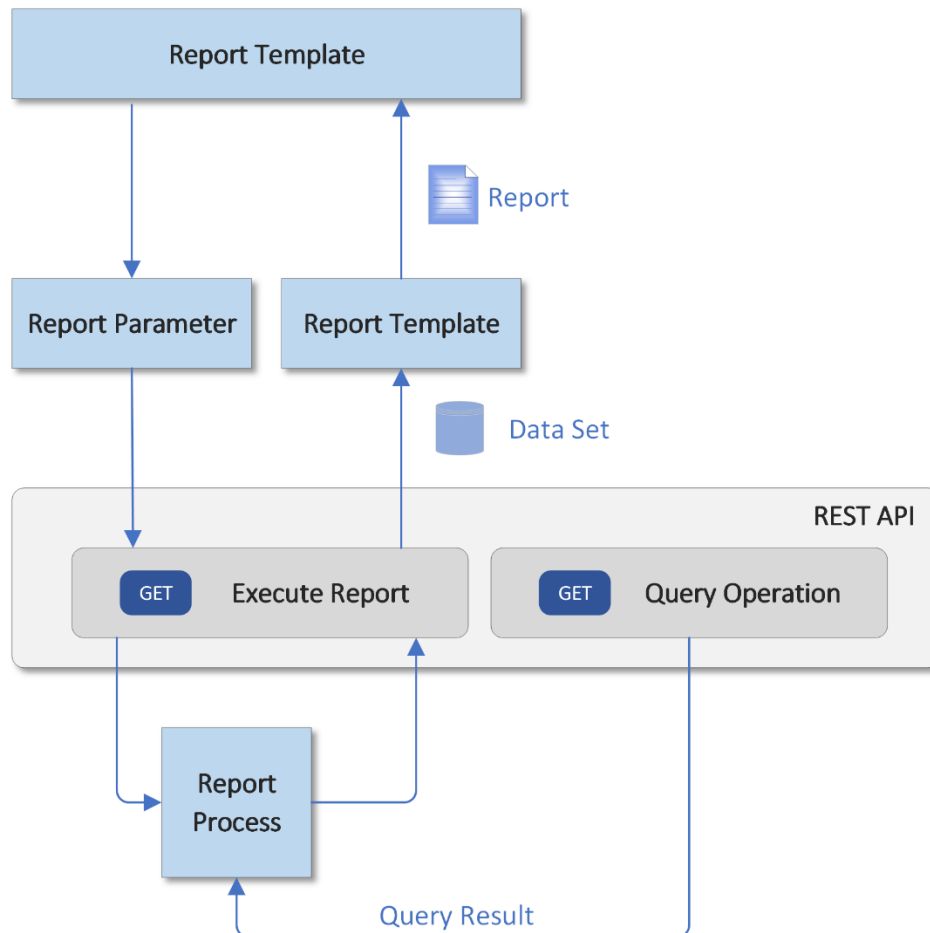 Report Template
Report
Report Parameter
Report Template
Data Set
REST API
GET
Execute Report
GET
Query Operation
Report
Process
Query Result